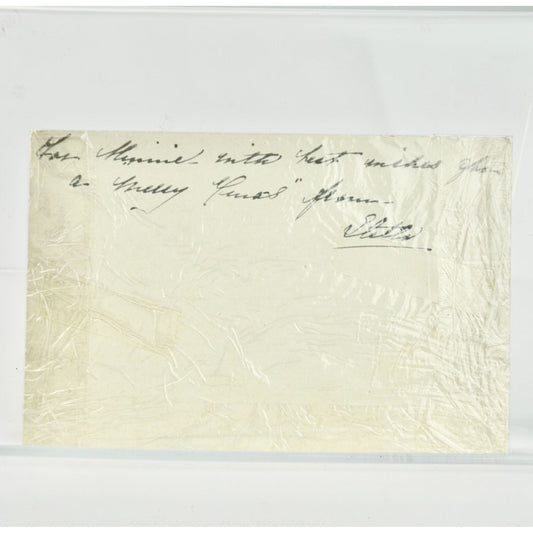 For Minnie with best wishes for
a merry Xmas" from